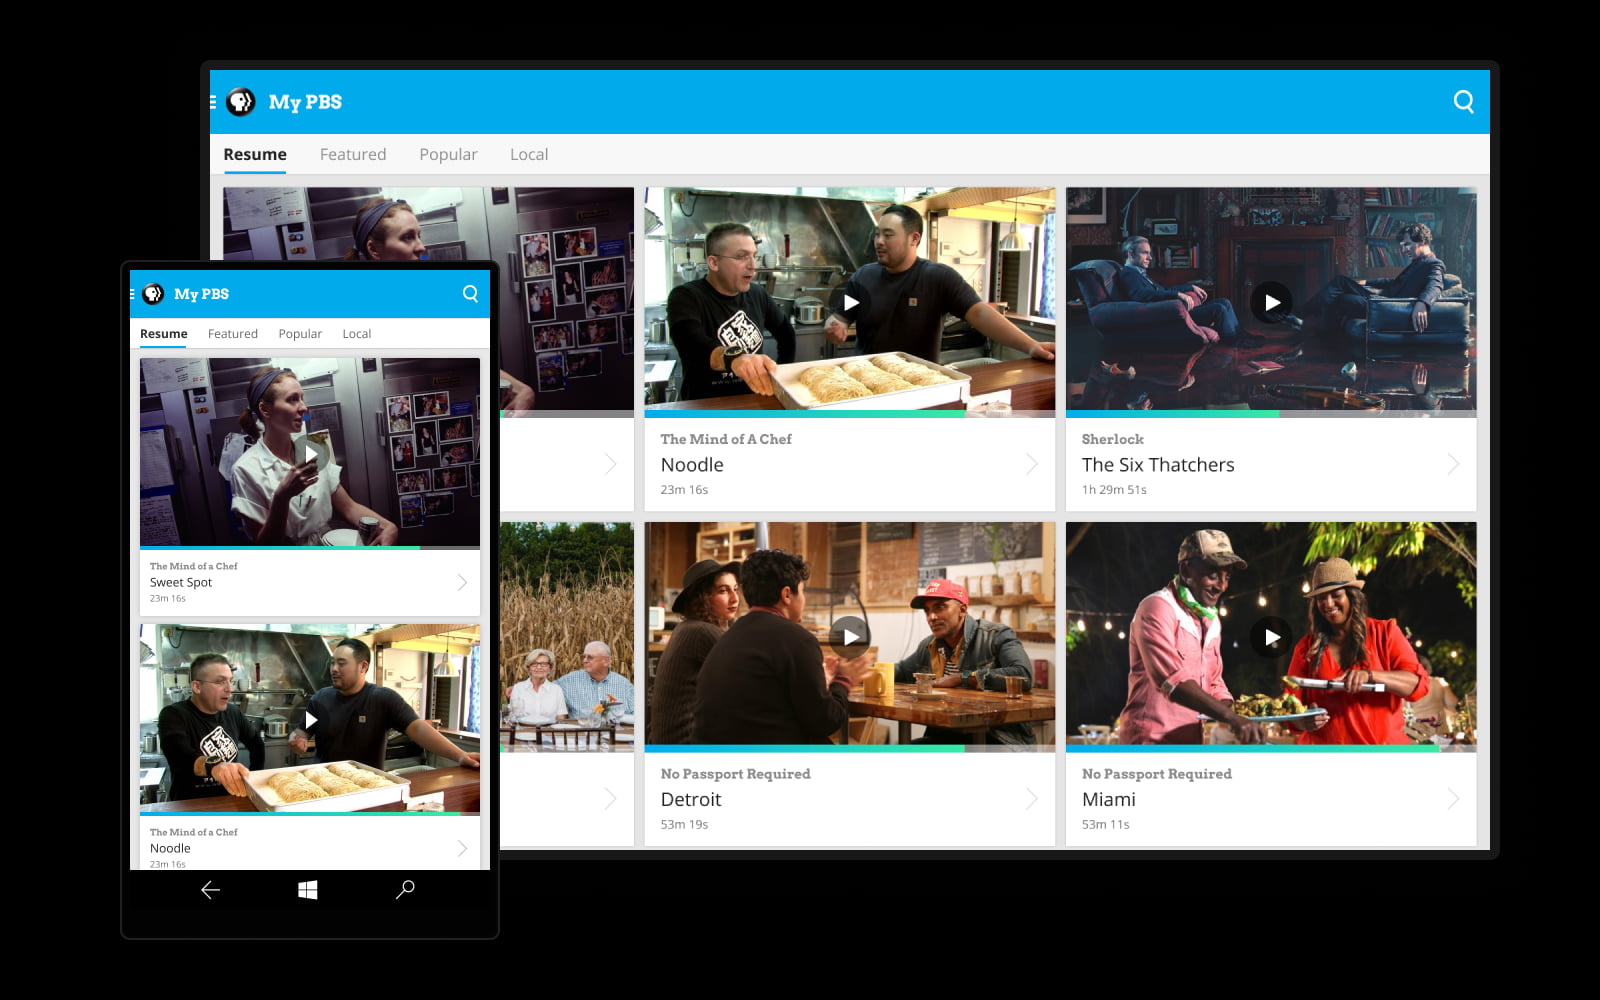 My PBS
Resume Featured Popular Local
The Mind of A Chef
Noodle
23m 16s
Sherlock
The Six Thatchers
1h 29m 51s
No Passport Required
Detroit
53m 19s
No Passport Required
Miami
53m 11s
My PBS
Resume Featured Popular Local
The Mind of a Chef
Sweet Spot
23m 16s
The Mind of a Chef
Noodle
23m 16s